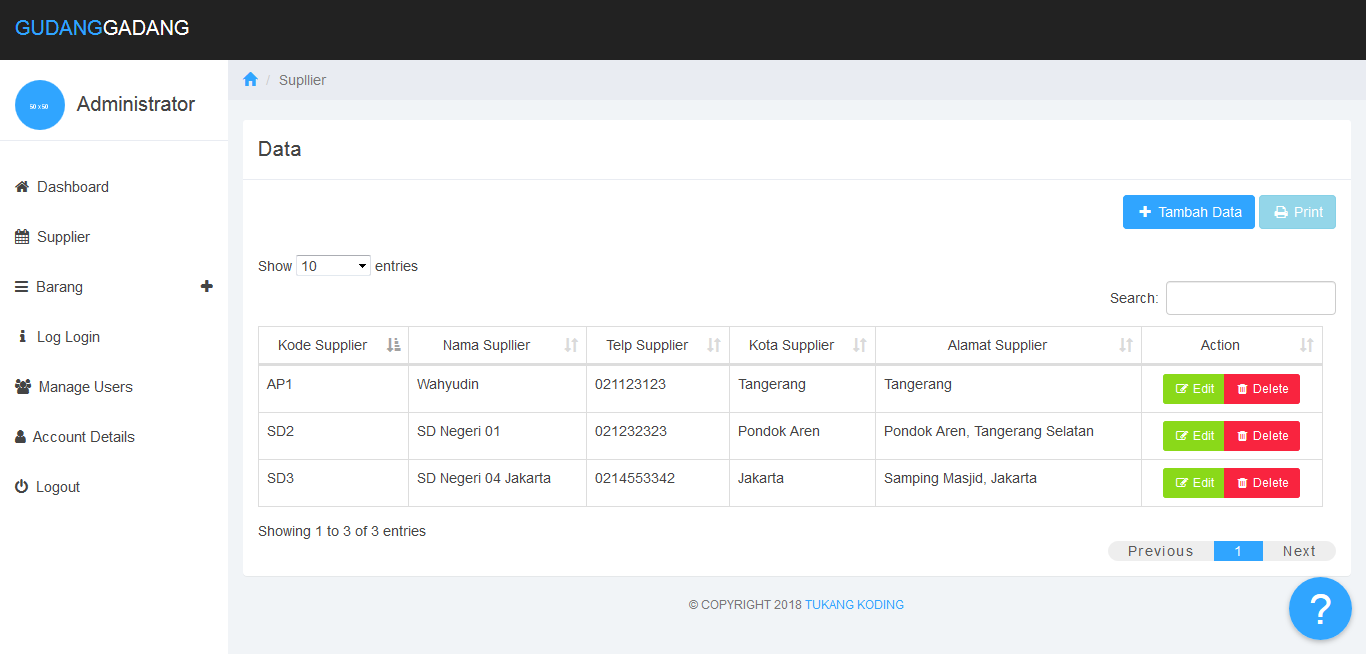 GUDANGGADANG
/ Supllier
50 x 50
Administrator
Dashboard
Supplier
Barang
Log Login
Manage Users
Account Details
Logout
Data
Tambah Data Print
Show 10 entries
Search:
Kode Supplier Nama Supllier Telp Supplier Kota Supplier Alamat Supplier Action
AP1 Wahyudin 021123123 Tangerang Tangerang Edit Delete
SD2 SD Negeri 01 021232323 Pondok Aren Pondok Aren, Tangerang Selatan Edit Delete
SD3 SD Negeri 04 Jakarta 0214553342 Jakarta Samping Masjid, Jakarta Edit Delete
Showing 1 to 3 of 3 entries
Previous 1 Next
© COPYRIGHT 2018 TUKANG KODING
?